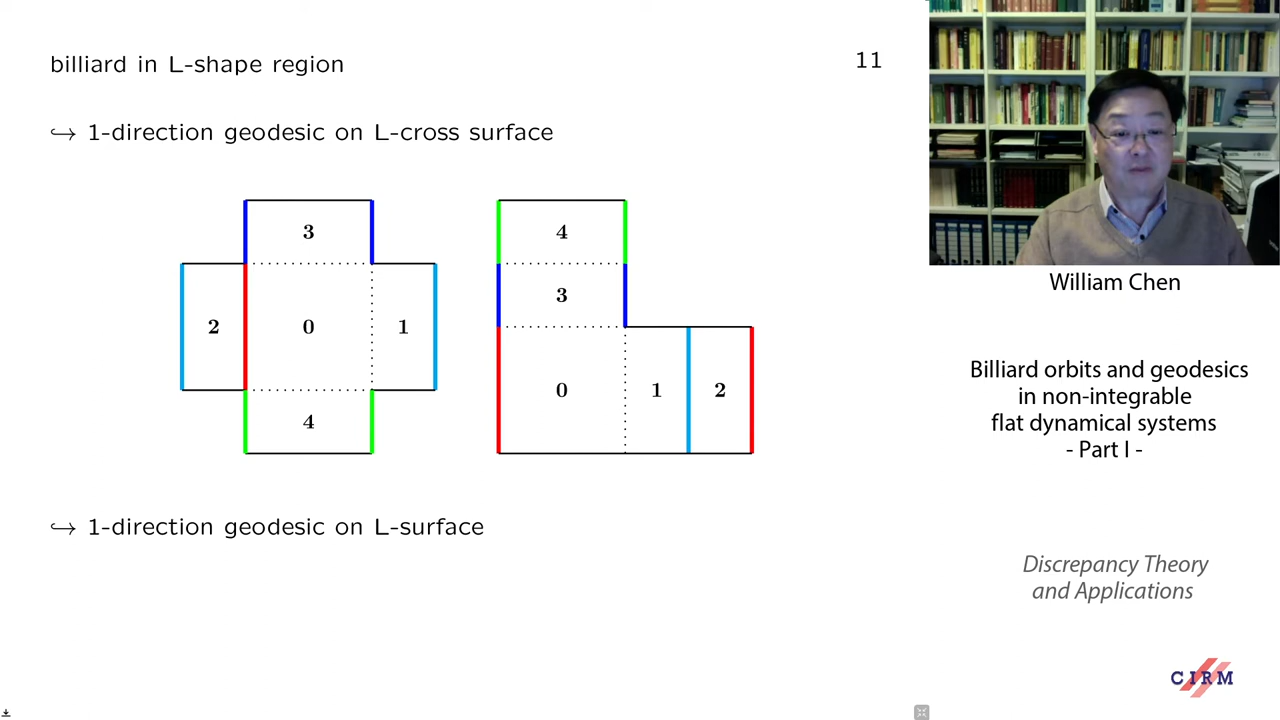 billiard in L-shape region
11
↪ 1-direction geodesic on L-cross surface
3
2 0 1
4
4
3
0 1 2
↪ 1-direction geodesic on L-surface
William Chen
Billiard orbits and geodesics
in non-integrable
flat dynamical systems
- Part I -
Discrepancy Theory
and Applications
CIRM